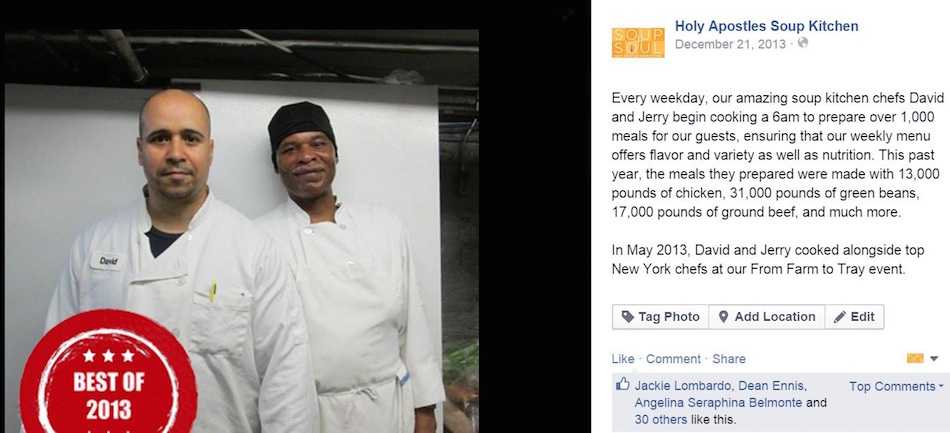 David
BEST OF
2013
SOUP
SOUL
Holy Apostles Soup Kitchen
December 21, 2013 ·
Every weekday, our amazing soup kitchen chefs David
and Jerry begin cooking a 6am to prepare over 1,000
meals for our guests, ensuring that our weekly menu
offers flavor and variety as well as nutrition. This past
year, the meals they prepared were made with 13,000
pounds of chicken, 31,000 pounds of green beans,
17,000 pounds of ground beef, and much more.
In May 2013, David and Jerry cooked alongside top
New York chefs at our From Farm to Tray event.
Tag Photo Add Location Edit
Like · Comment · Share
Jackie Lombardo, Dean Ennis, Top Comments
Angelina Seraphina Belmonte and
30 others like this.